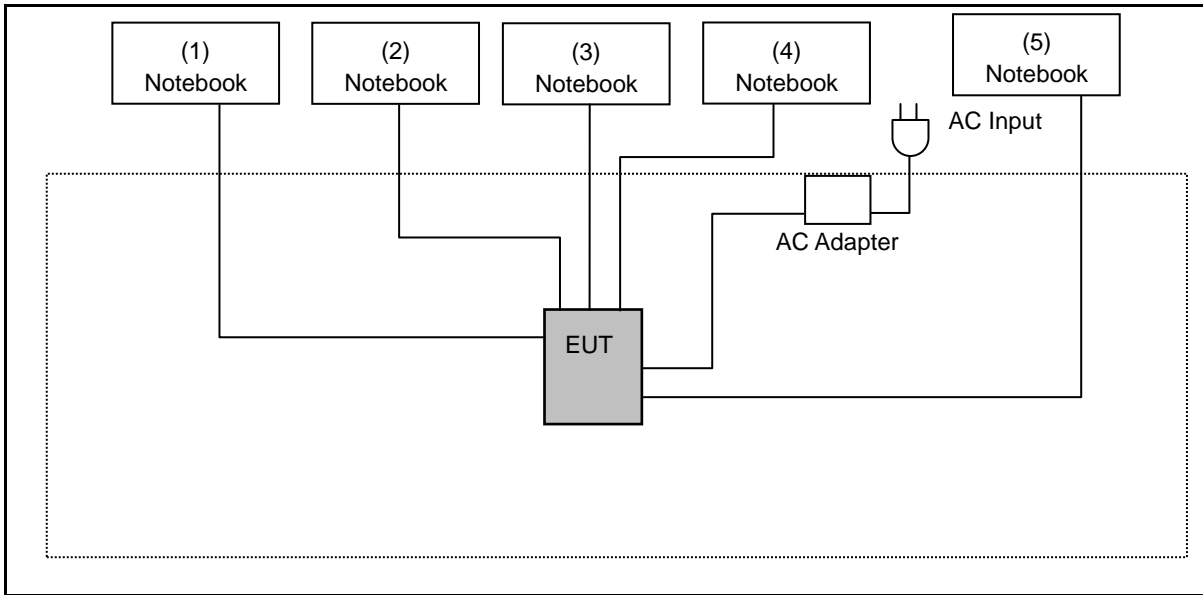 (1)
Notebook
(2)
Notebook
(3)
Notebook
(4)
Notebook
(5)
Notebook
AC Input
AC Adapter
EUT